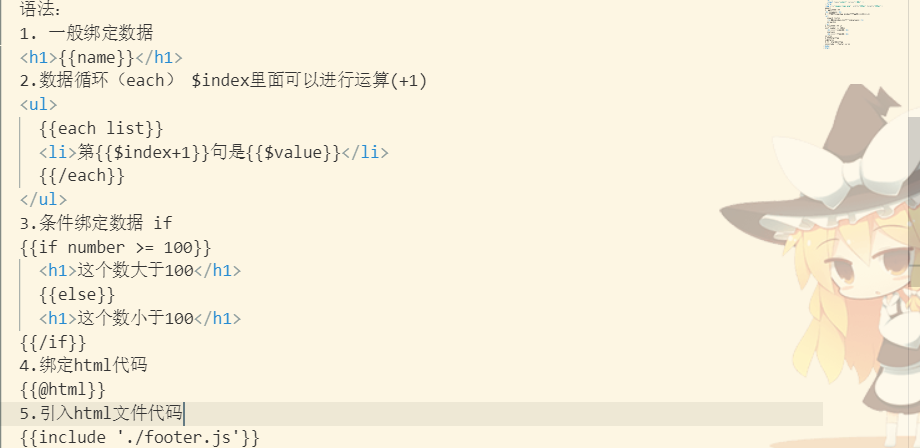 语法:
1. 一般绑定数据
<h1>{{name}}</h1>
2.数据循环（each） $index里面可以进行运算(+1)
<ul>
{{each list}}
<li>第{{$index+1}}句是{{$value}}</li>
{{/each}}
</ul>
3.条件绑定数据 if
{{if number >= 100}}
<h1>这个数大于100</h1>
{{else}}
<h1>这个数小于100</h1>
{{/if}}
4.绑定html代码
{{@html}}
5.引入html文件代码
{{include './footer.js'}}